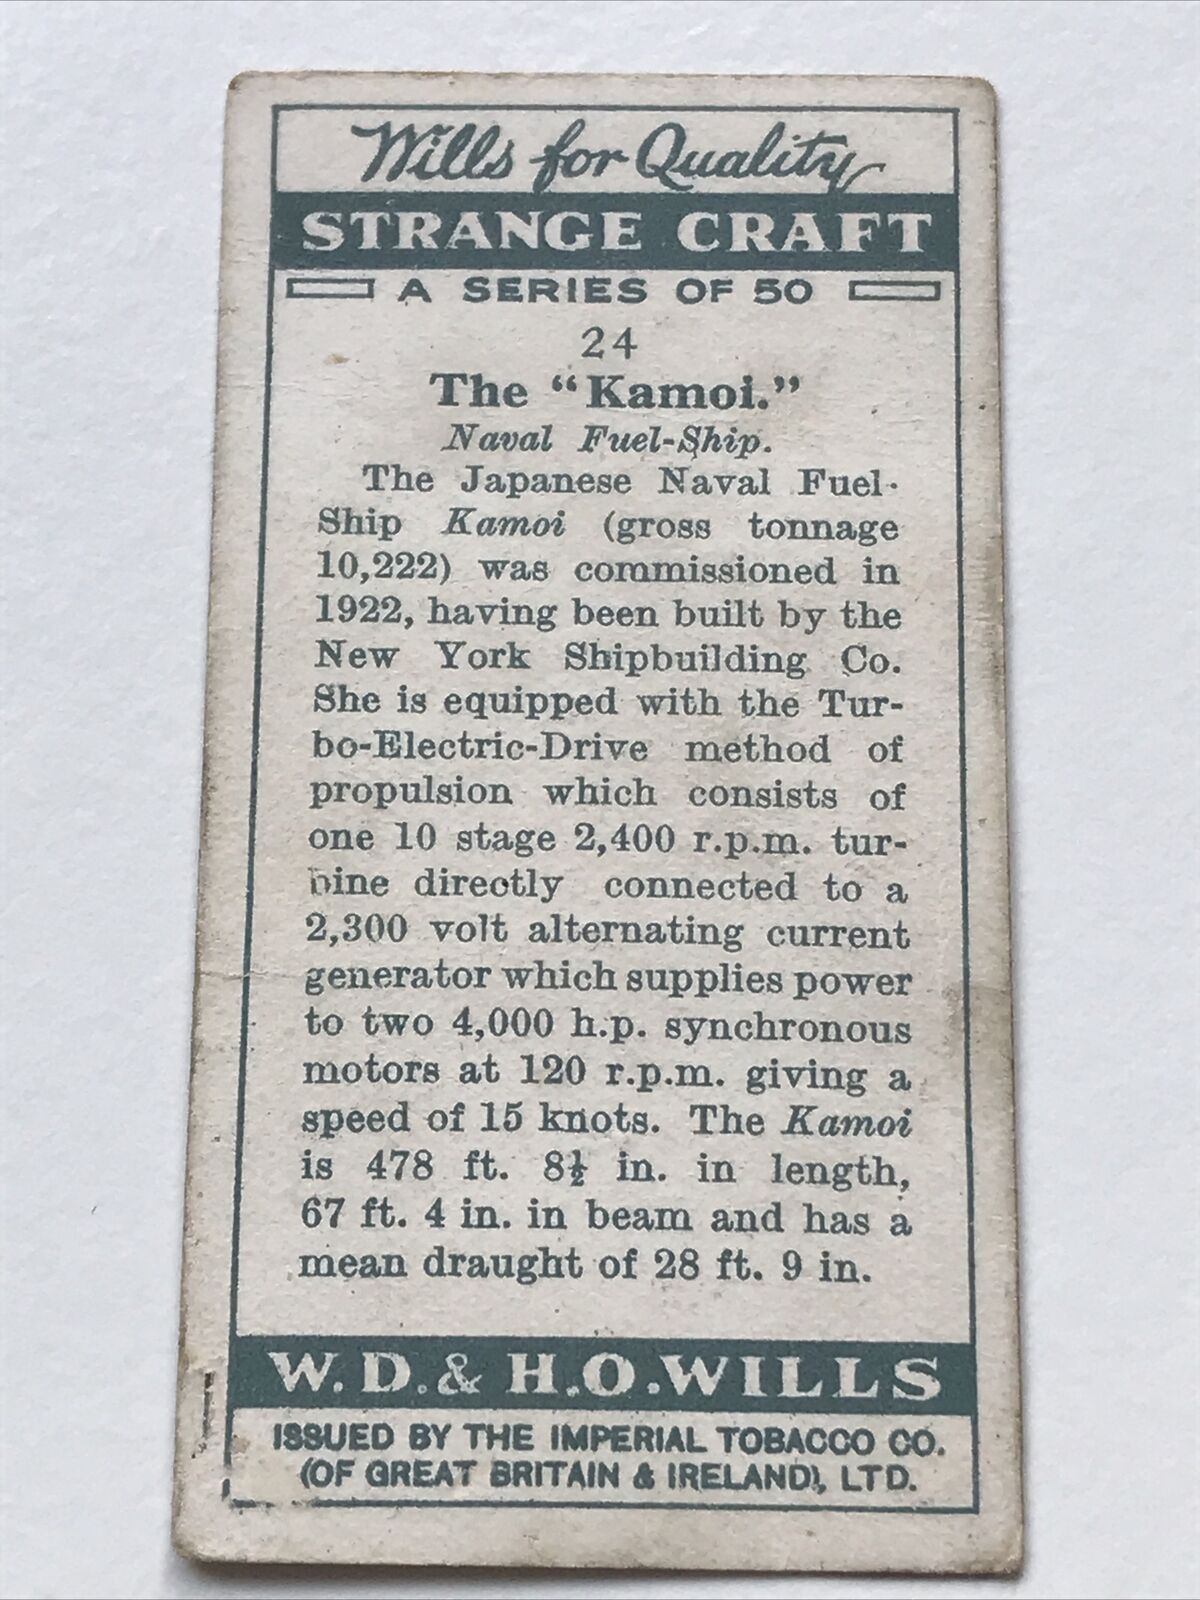 Wills for Quality
STRANGE CRAFT
A SERIES OF 50
24
The "Kamoi."
Naval Fuel-Ship.
The Japanese Naval Fuel-
Ship Kamoi (gross tonnage
10,222) was commissioned in
1922, having been built by the
New York Shipbuilding Co.
She is equipped with the Tur-
bo-Electric-Drive method of
propulsion which consists of
one 10 stage 2,400 r.p.m. tur-
bine directly connected to a
2,300 volt alternating current
generator which supplies power
to two 4,000 h.p. synchronous
motors at 120 r.p.m. giving a
speed of 15 knots. The Kamoi
is 478 ft. 8½ in. in length,
67 ft. 4 in. in beam and has a
mean draught of 28 ft. 9 in.
W.D.& H.O.WILLS
ISSUED BY THE IMPERIAL TOBACCO CO.
(OF GREAT BRITAIN & IRELAND), LTD.